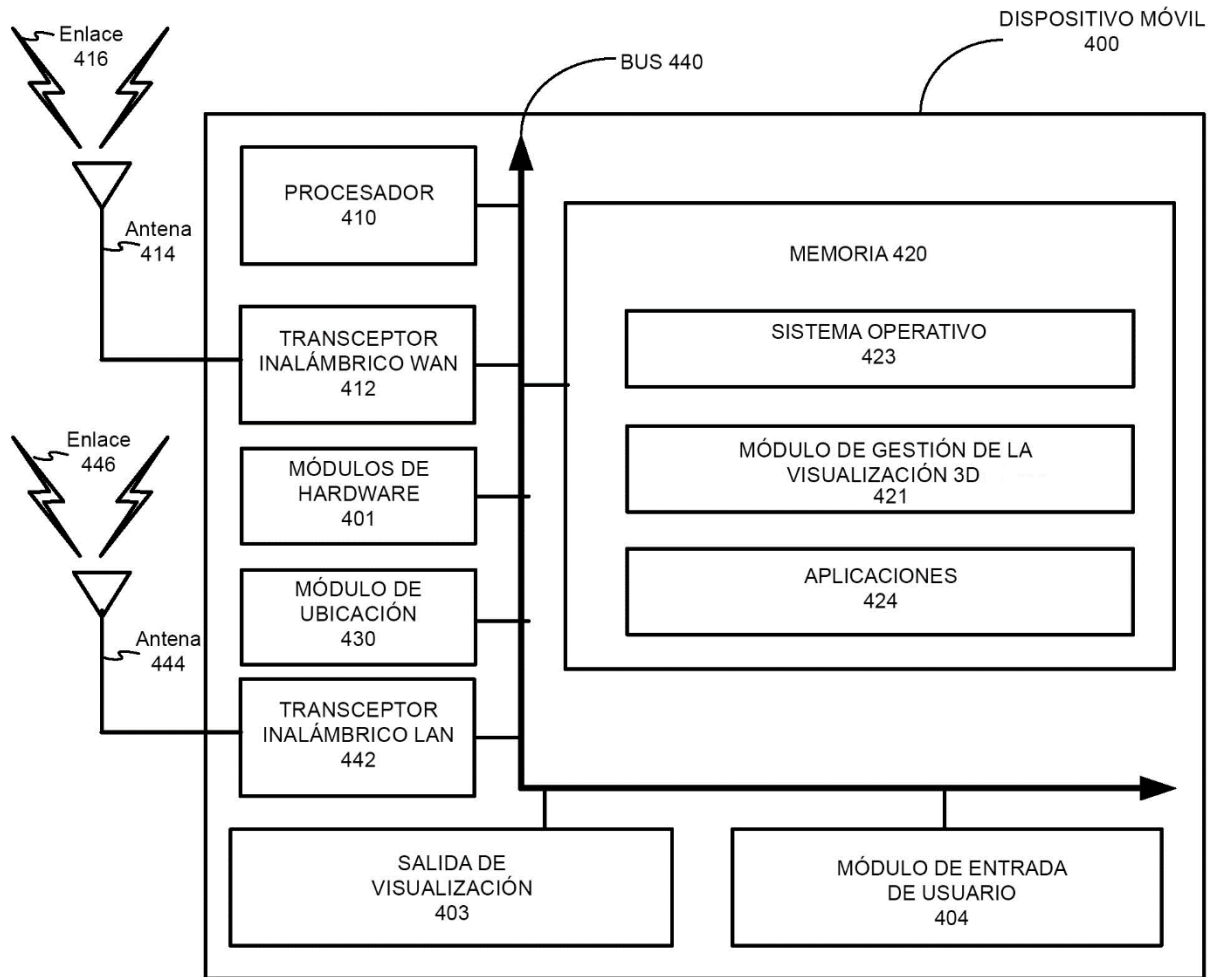 Enlace
416
DISPOSITIVO MÓVIL
400
BUS 440
PROCESADOR
410
Antena
414
TRANSCEPTOR
INALÁMBRICO WAN
412
MEMORIA 420
SISTEMA OPERATIVO
423
MÓDULO DE GESTIÓN DE LA
VISUALIZACIÓN 3D
421
APLICACIONES
424
Enlace
446
MÓDULOS DE
HARDWARE
401
MÓDULO DE
UBICACIÓN
430
Antena
444
TRANSCEPTOR
INALÁMBRICO LAN
442
SALIDA DE
VISUALIZACIÓN
403
MÓDULO DE ENTRADA
DE USUARIO
404